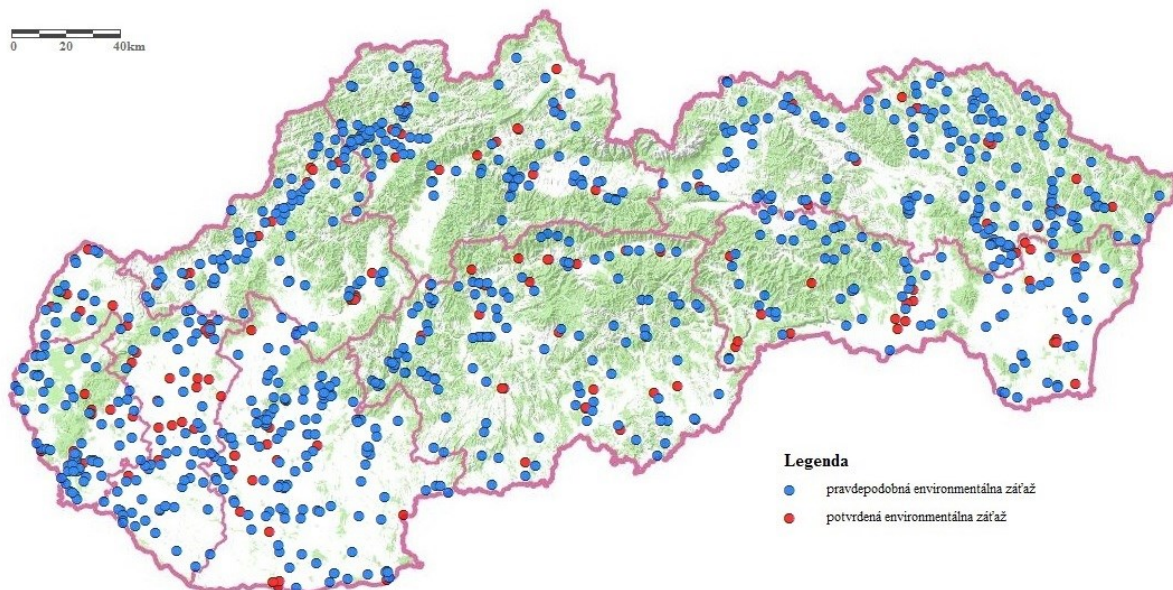 0 20 40km
Legenda
pravdepodobná environmentálna záťaž
potvrdená environmentálna záťaž